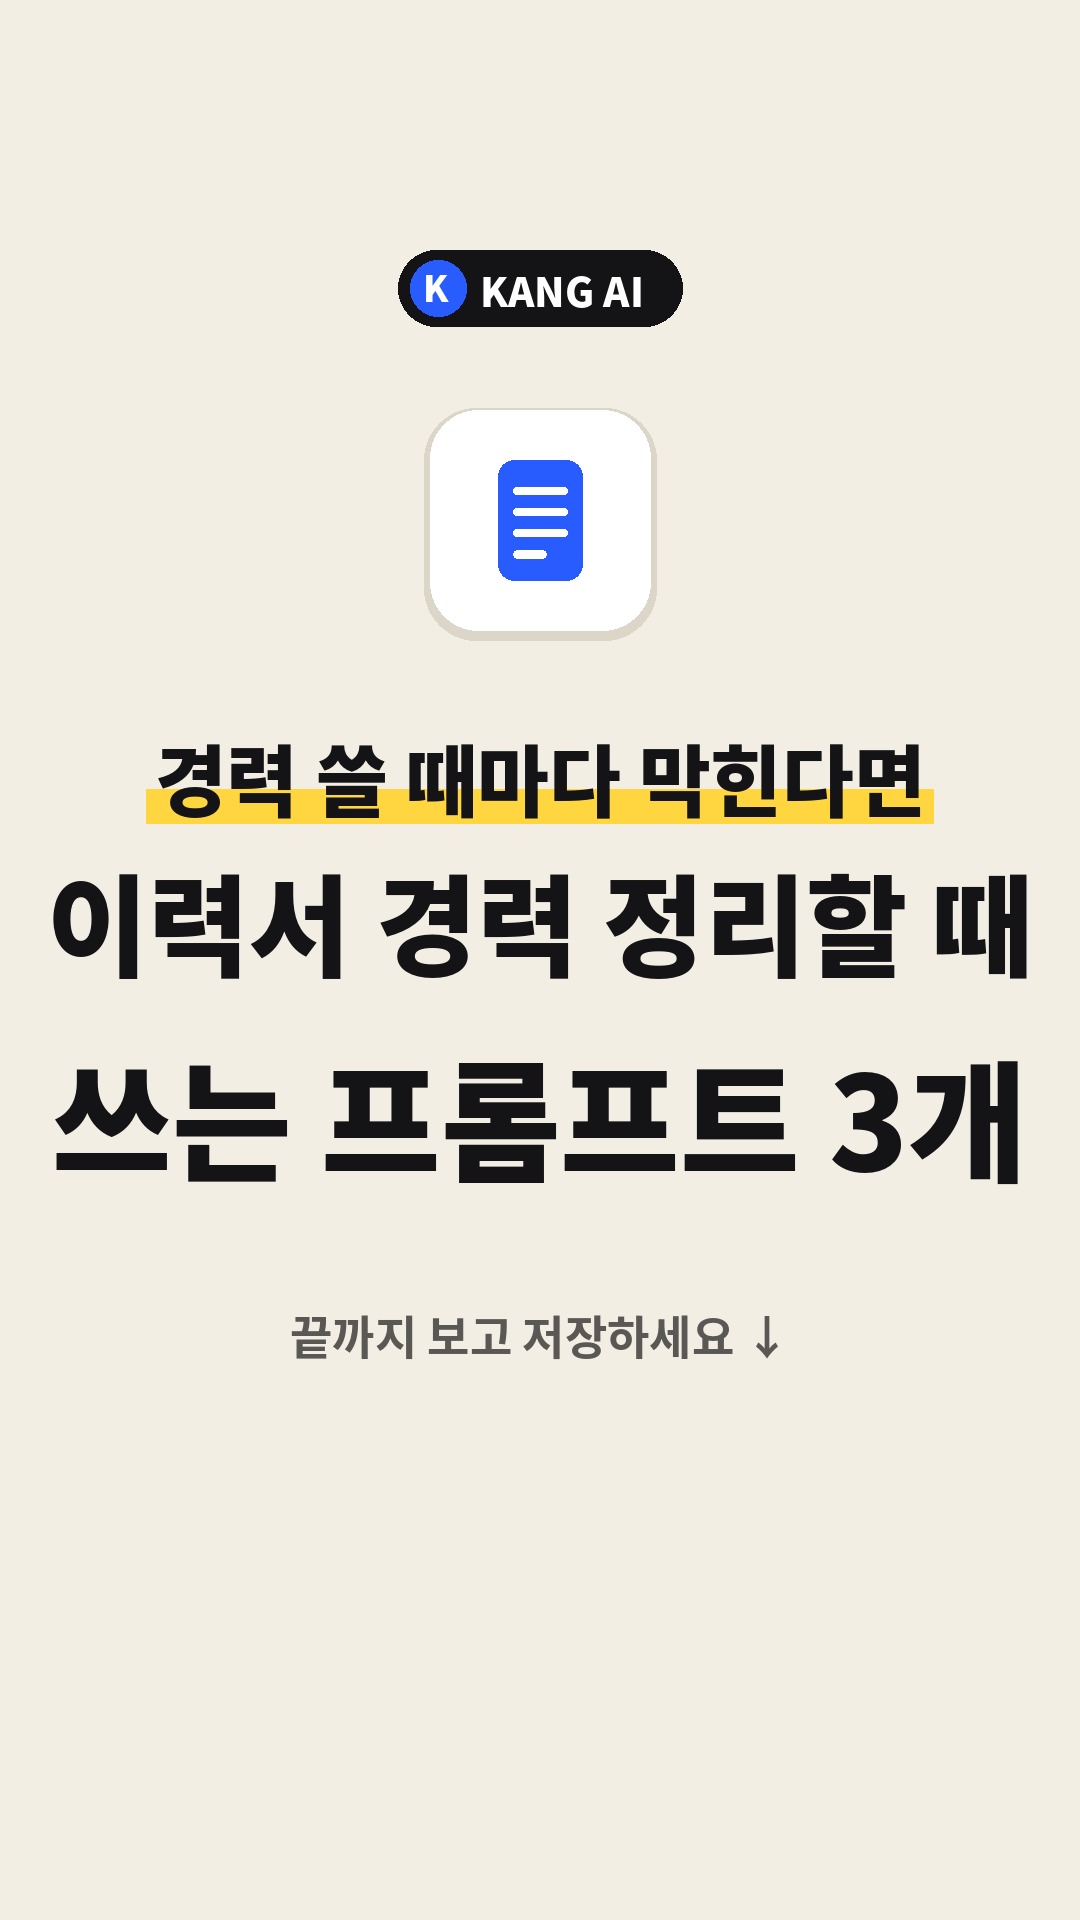 K KANG AI
경력 쓸 때마다 막힌다면
이력서 경력 정리할 때
쓰는 프롬프트 3개
끝까지 보고 저장하세요 ↓